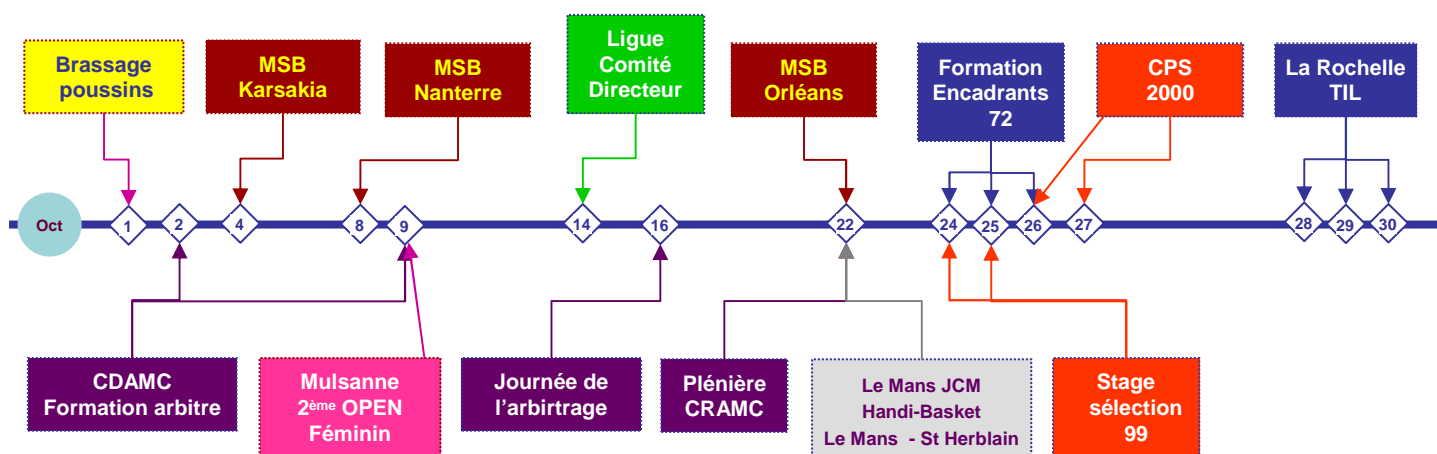 Brassage
poussins
MSB
Karsakia
MSB
Nanterre
Ligue
Comité
Directeur
MSB
Orléans
Formation
Encadrants
72
CPS
2000
La Rochelle
TIL
Oct
1
2
4
8
9
14
16
22
24
25
26
27
28
29
30
CDAMC
Formation arbitre
Mulsanne
2ème OPEN
Féminin
Journée de
l'arbirtrage
Plénière
CRAMC
Le Mans JCM
Handi-Basket
Le Mans - St Herblain
Stage
sélection
99